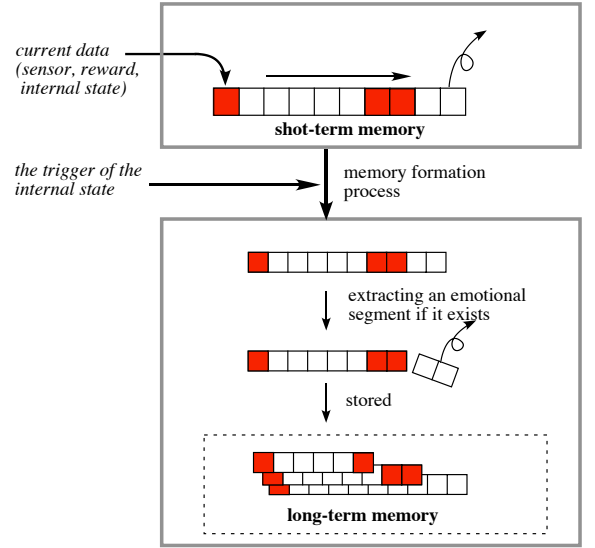 current data
(sensor, reward,
internal state)
shot-term memory
the trigger of the
internal state
memory formation
process
extracting an emotional
segment if it exists
stored
long-term memory